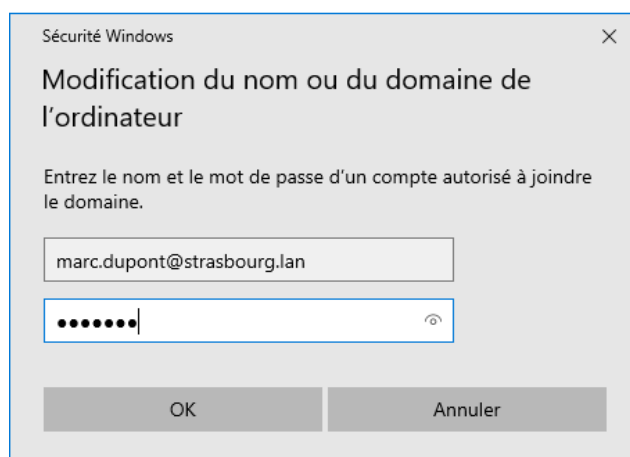 Sécurité Windows
Modification du nom ou du domaine de
l'ordinateur
Entrez le nom et le mot de passe d'un compte autorisé à joindre
le domaine.
marc.dupont@strasbourg.lan
•••••••
OK Annuler